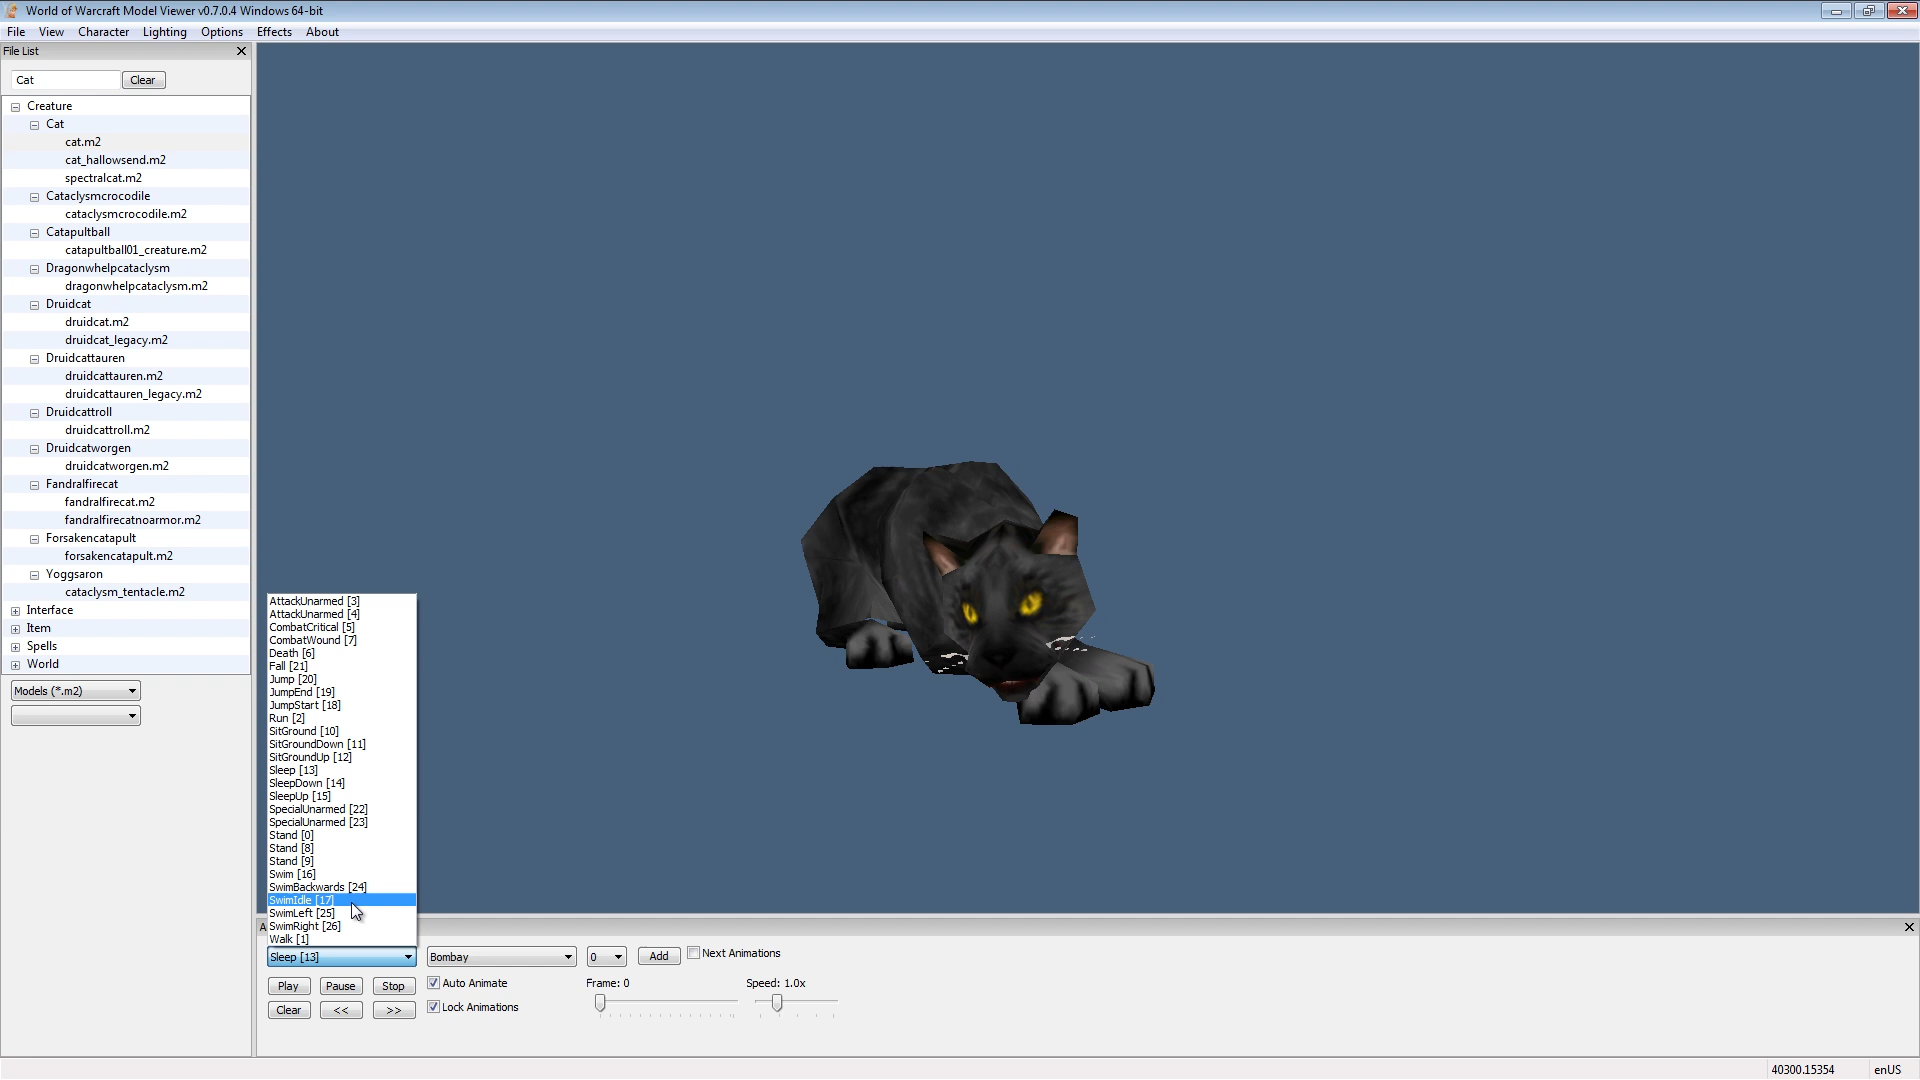 World of Warcraft Model Viewer v0.7.0.4 Windows 64-bit
File View Character Lighting Options Effects About
File List
Cat Clear
Creature
Cat
cat.m2
cat_hallowsend.m2
spectralcat.m2
Cataclysmcrocodile
cataclysmcrocodile.m2
Catapultball
catapultball01_creature.m2
Dragonwhelpcataclysm
dragonwhelpcataclysm.m2
Druidcat
druidcat.m2
druidcat_legacy.m2
Druidcattauren
druidcattauren.m2
druidcattauren_legacy.m2
Druidcattroll
druidcattroll.m2
Druidcatworgen
druidcatworgen.m2
Fandralfirecat
fandralfirecat.m2
fandralfirecatnoarmor.m2
Forsakencatapult
forsakencatapult.m2
Yoggsaron
cataclysm_tentacle.m2
Interface
Item
Spells
World
Models (*.m2)
AttackUnarmed [3]
AttackUnarmed [4]
CombatCritical [5]
CombatWound [7]
Death [6]
Fall [21]
Jump [20]
JumpEnd [19]
JumpStart [18]
Run [2]
SitGround [10]
SitGroundDown [11]
SitGroundUp [12]
Sleep [13]
SleepDown [14]
SleepUp [15]
SpecialUnarmed [22]
SpecialUnarmed [23]
Stand [0]
Stand [8]
Stand [9]
Swim [16]
SwimBackwards [24]
SwimIdle [17]
SwimLeft [25]
SwimRight [26]
Walk [1]
Sleep [13] Bombay 0 Add Next Animations
Play Pause Stop Auto Animate Frame: 0 Speed: 1.0x
Clear << >> Lock Animations
40300.15354 enUS